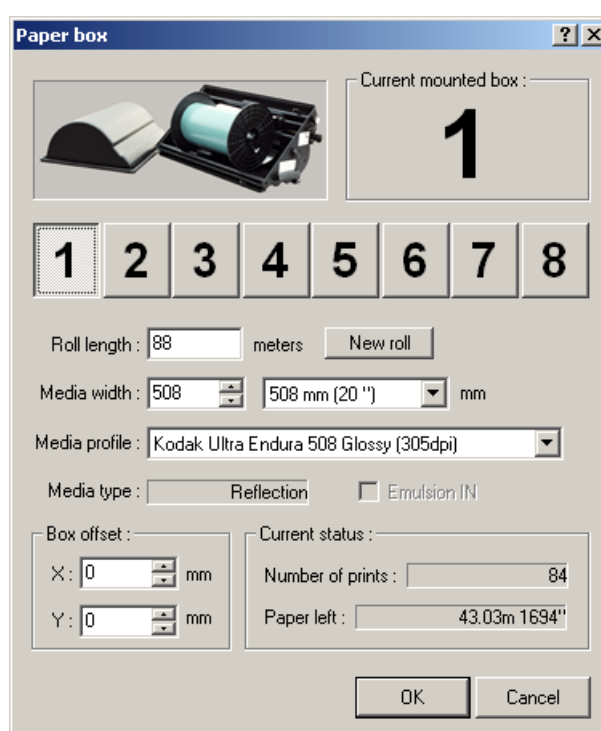 Paper box
Current mounted box :
1
1 2 3 4 5 6 7 8
Roll length : 88 meters New roll
Media width : 508 508 mm (20 ") mm
Media profile : Kodak Ultra Endura 508 Glossy (305dpi)
Media type : Reflection Emulsion IN
Box offset :
X : 0 mm
Y : 0 mm
Current status :
Number of prints : 84
Paper left : 43.03m 1694"
OK Cancel